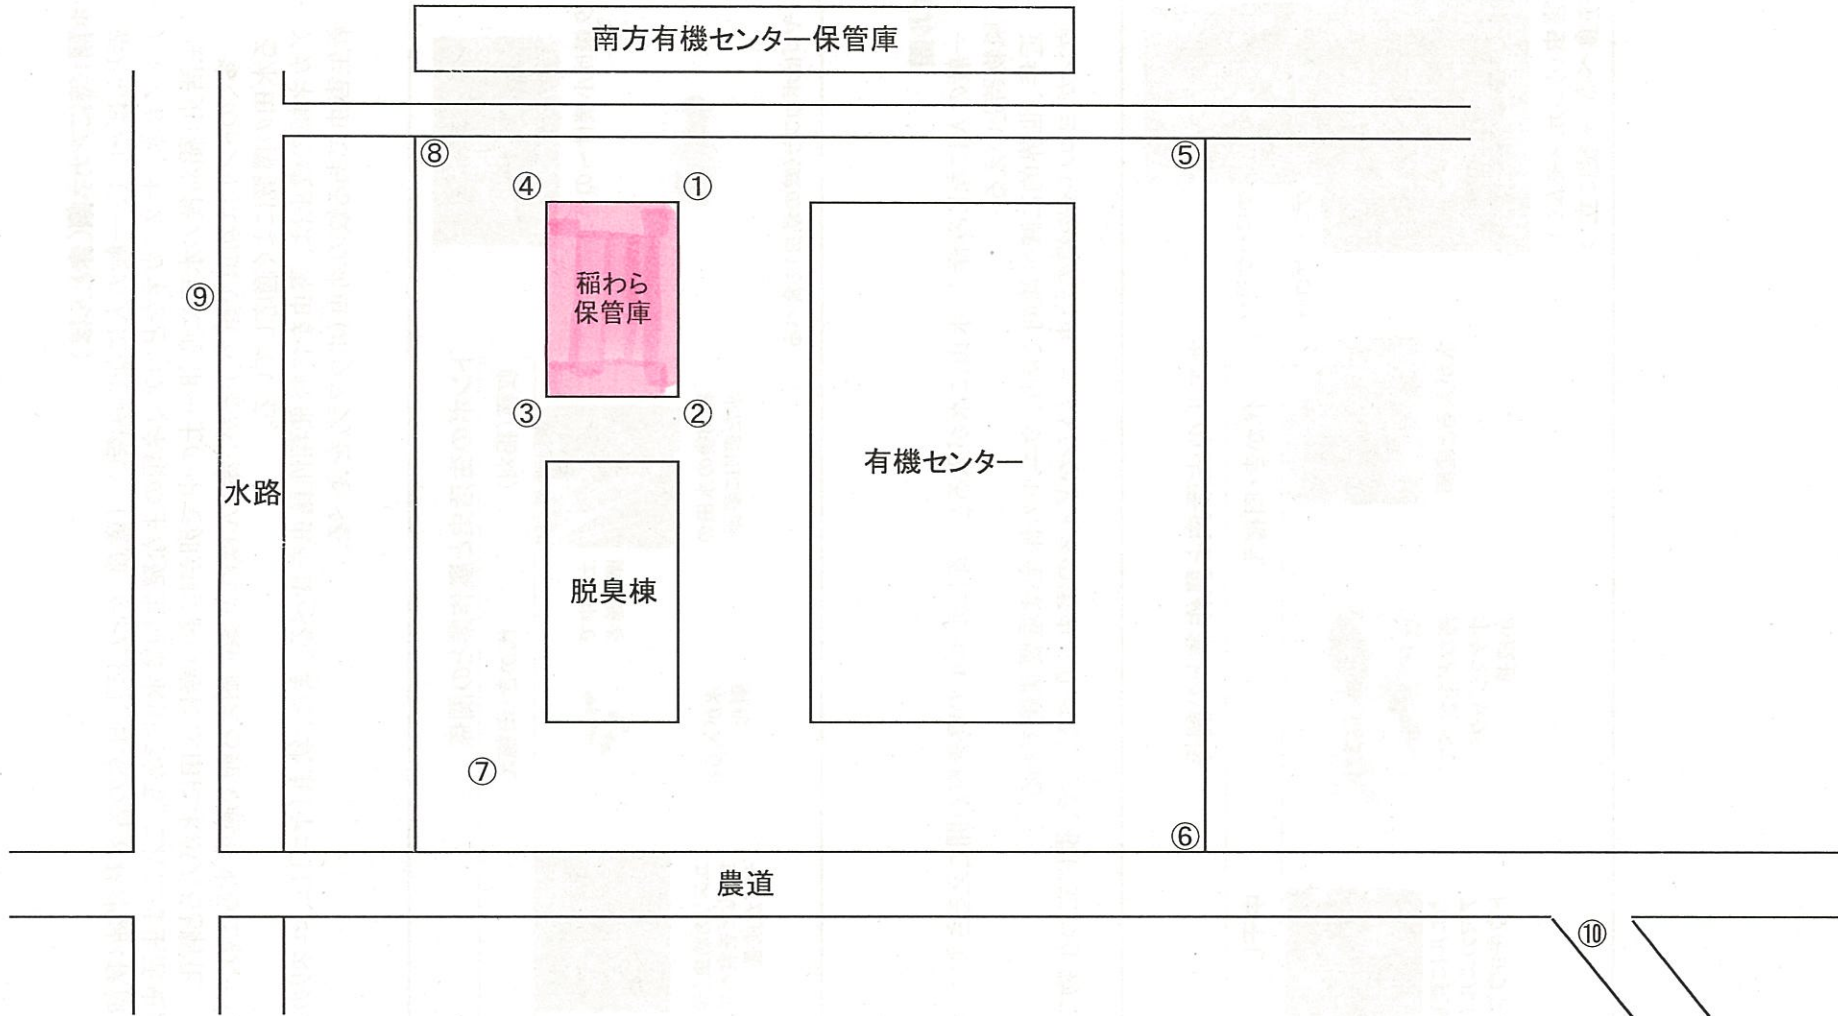 南方有機センター保管庫
⑧
⑤
④
①
⑨
稲わら
保管庫
③
②
有機センター
水路
脱臭棟
⑦
⑥
農道
⑩